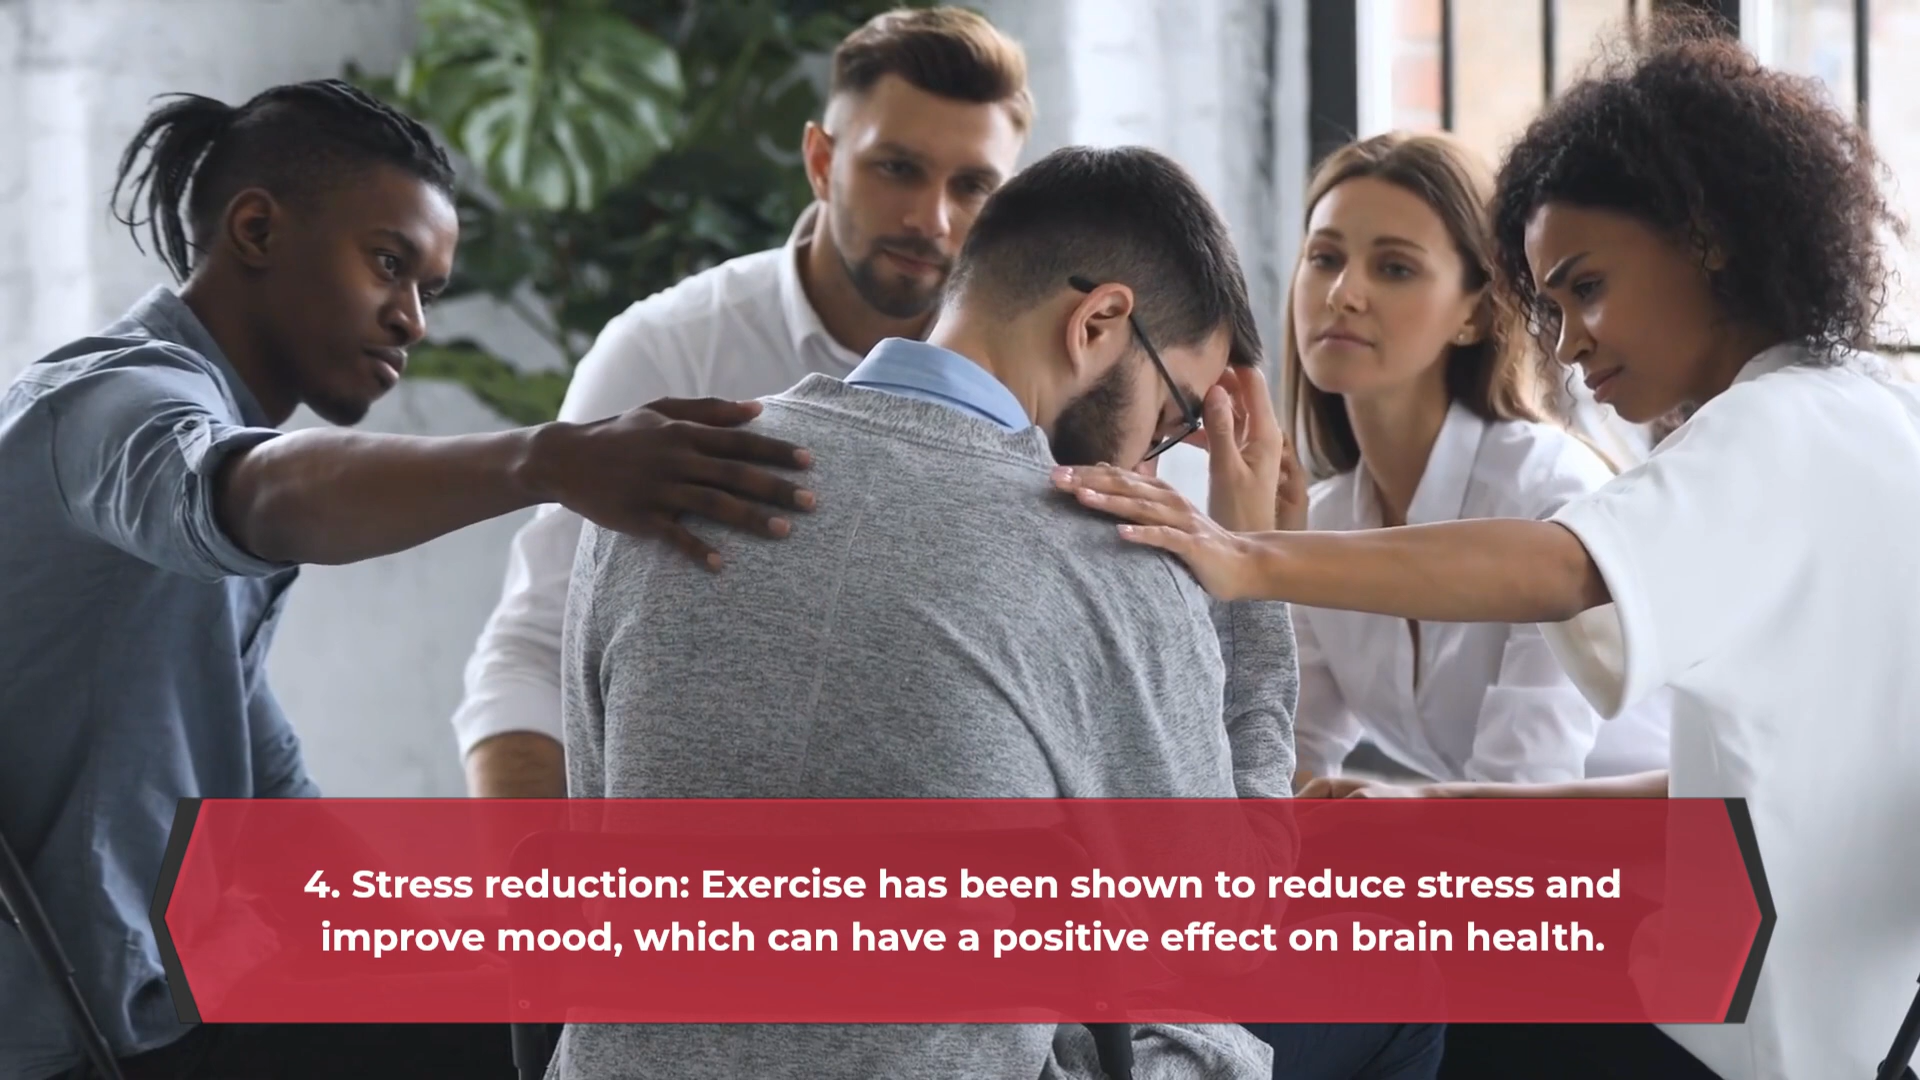 4. Stress reduction: Exercise has been shown to reduce stress and
improve mood, which can have a positive effect on brain health.